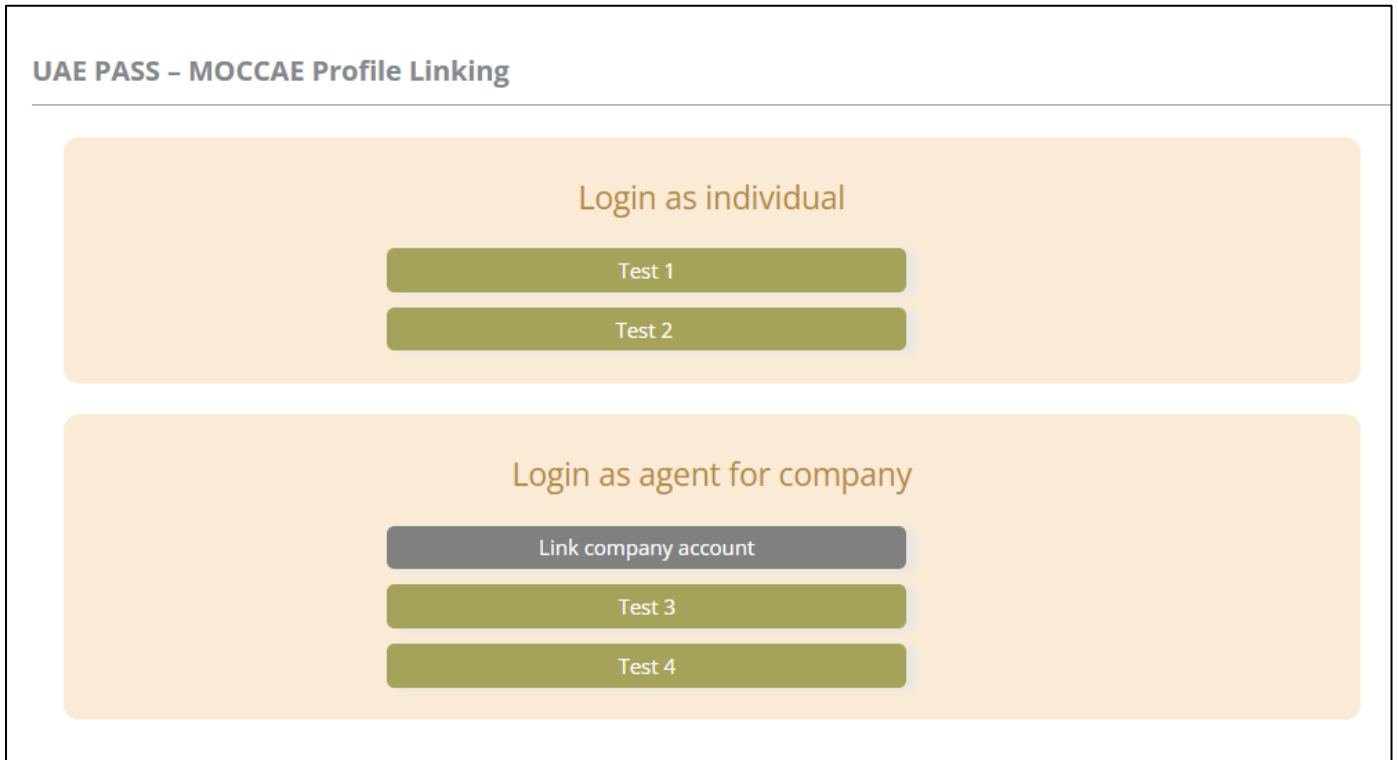 UAE PASS – MOCCAE Profile Linking
Login as individual
Test 1
Test 2
Login as agent for company
Link company account
Test 3
Test 4